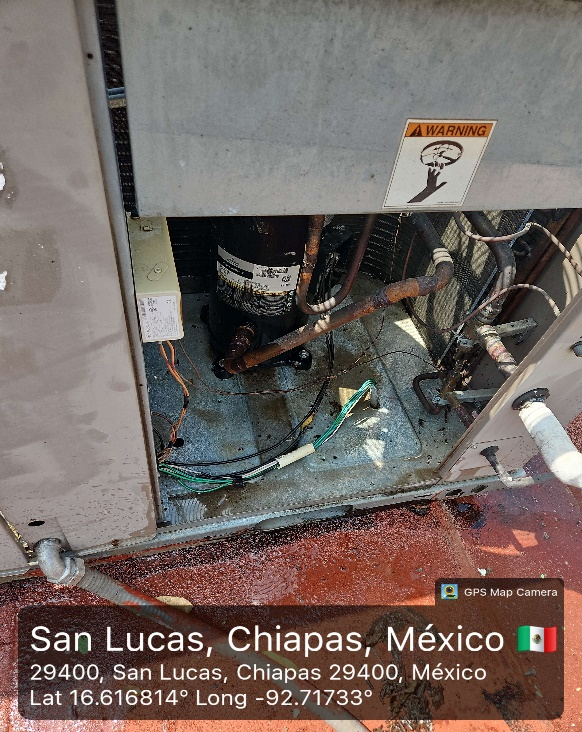 WARNING
GPS Map Camera
San Lucas, Chiapas, México
29400, San Lucas, Chiapas 29400, México
Lat 16.616814° Long -92.71733°